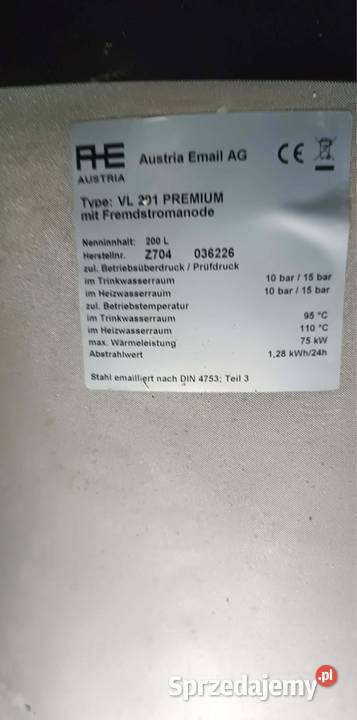 AHE
AUSTRIA
Austria Email AG
CE
Type: VL 201 PREMIUM
mit Fremdstromanode
Nenninnhalt: 200 L
Herstellnr. Z704 036226
zul. Betriebsüberdruck / Prüfdruck
im Trinkwasserraum 10 bar / 15 bar
im Heizwasserraum 10 bar / 15 bar
zul. Betriebstemperatur
im Trinkwasserraum 95 °C
im Heizwasserraum 110 °C
max. Wärmeleistung 75 kW
Abstrahlwert 1,28 kWh/24h
Stahl emailliert nach DIN 4753; Teil 3
Sprzedajemy.pl